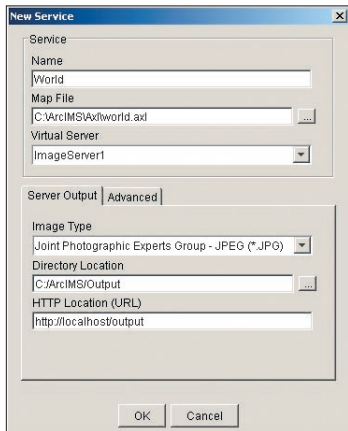 New Service
Service
Name
World
Map File
C:\ArcIMS\Axl\world.axl
...
Virtual Server
ImageServer1
Server Output
Advanced
Image Type
Joint Photographic Experts Group - JPEG (*.JPG)
Directory Location
C:/ArcIMS/Output
...
HTTP Location (URL)
http://localhost/output
OK
Cancel